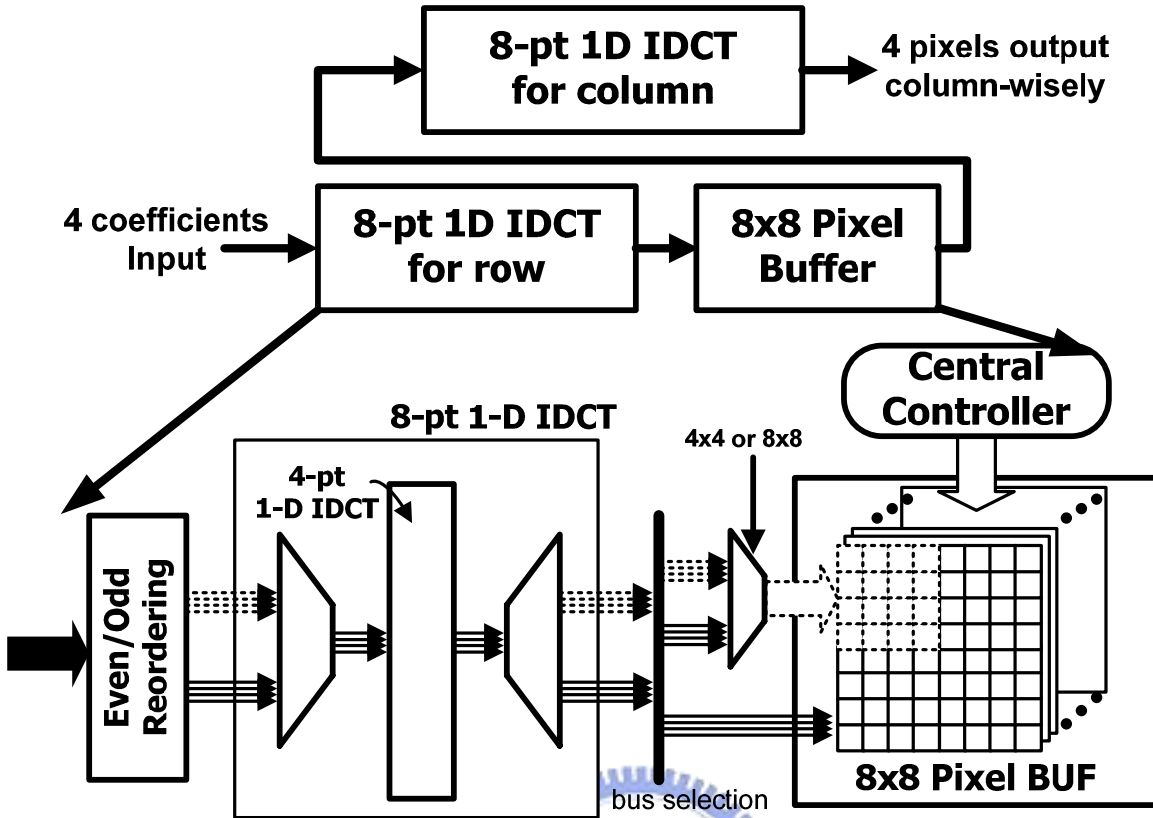 8-pt 1D IDCT
for column
4 pixels output
column-wisely
4 coefficients
Input
8-pt 1D IDCT
for row
8x8 Pixel
Buffer
Central
Controller
8-pt 1-D IDCT
4x4 or 8x8
4-pt
1-D IDCT
Even/Odd
Reordering
bus selection
8x8 Pixel BUF